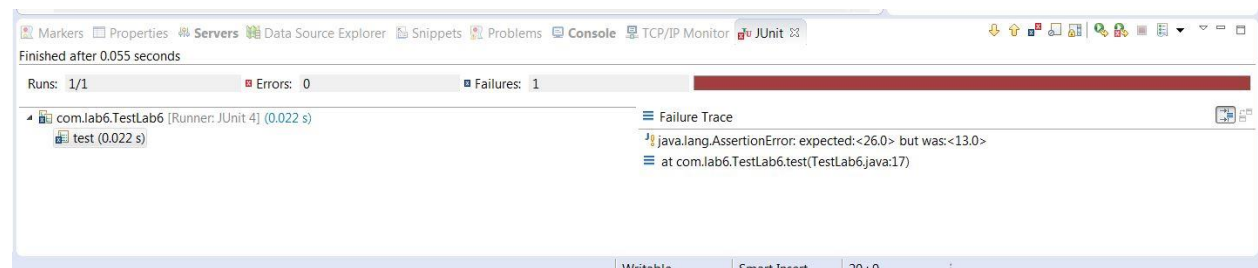 Markers Properties Servers Data Source Explorer Snippets Problems Console TCP/IP Monitor JUnit
Finished after 0.055 seconds
Runs: 1/1 Errors: 0 Failures: 1
com.lab6.TestLab6 [Runner: JUnit 4] (0.022 s)
test (0.022 s)
Failure Trace
java.lang.AssertionError: expected:<26.0> but was:<13.0>
at com.lab6.TestLab6.test(TestLab6.java:17)
Writable Smart Insert